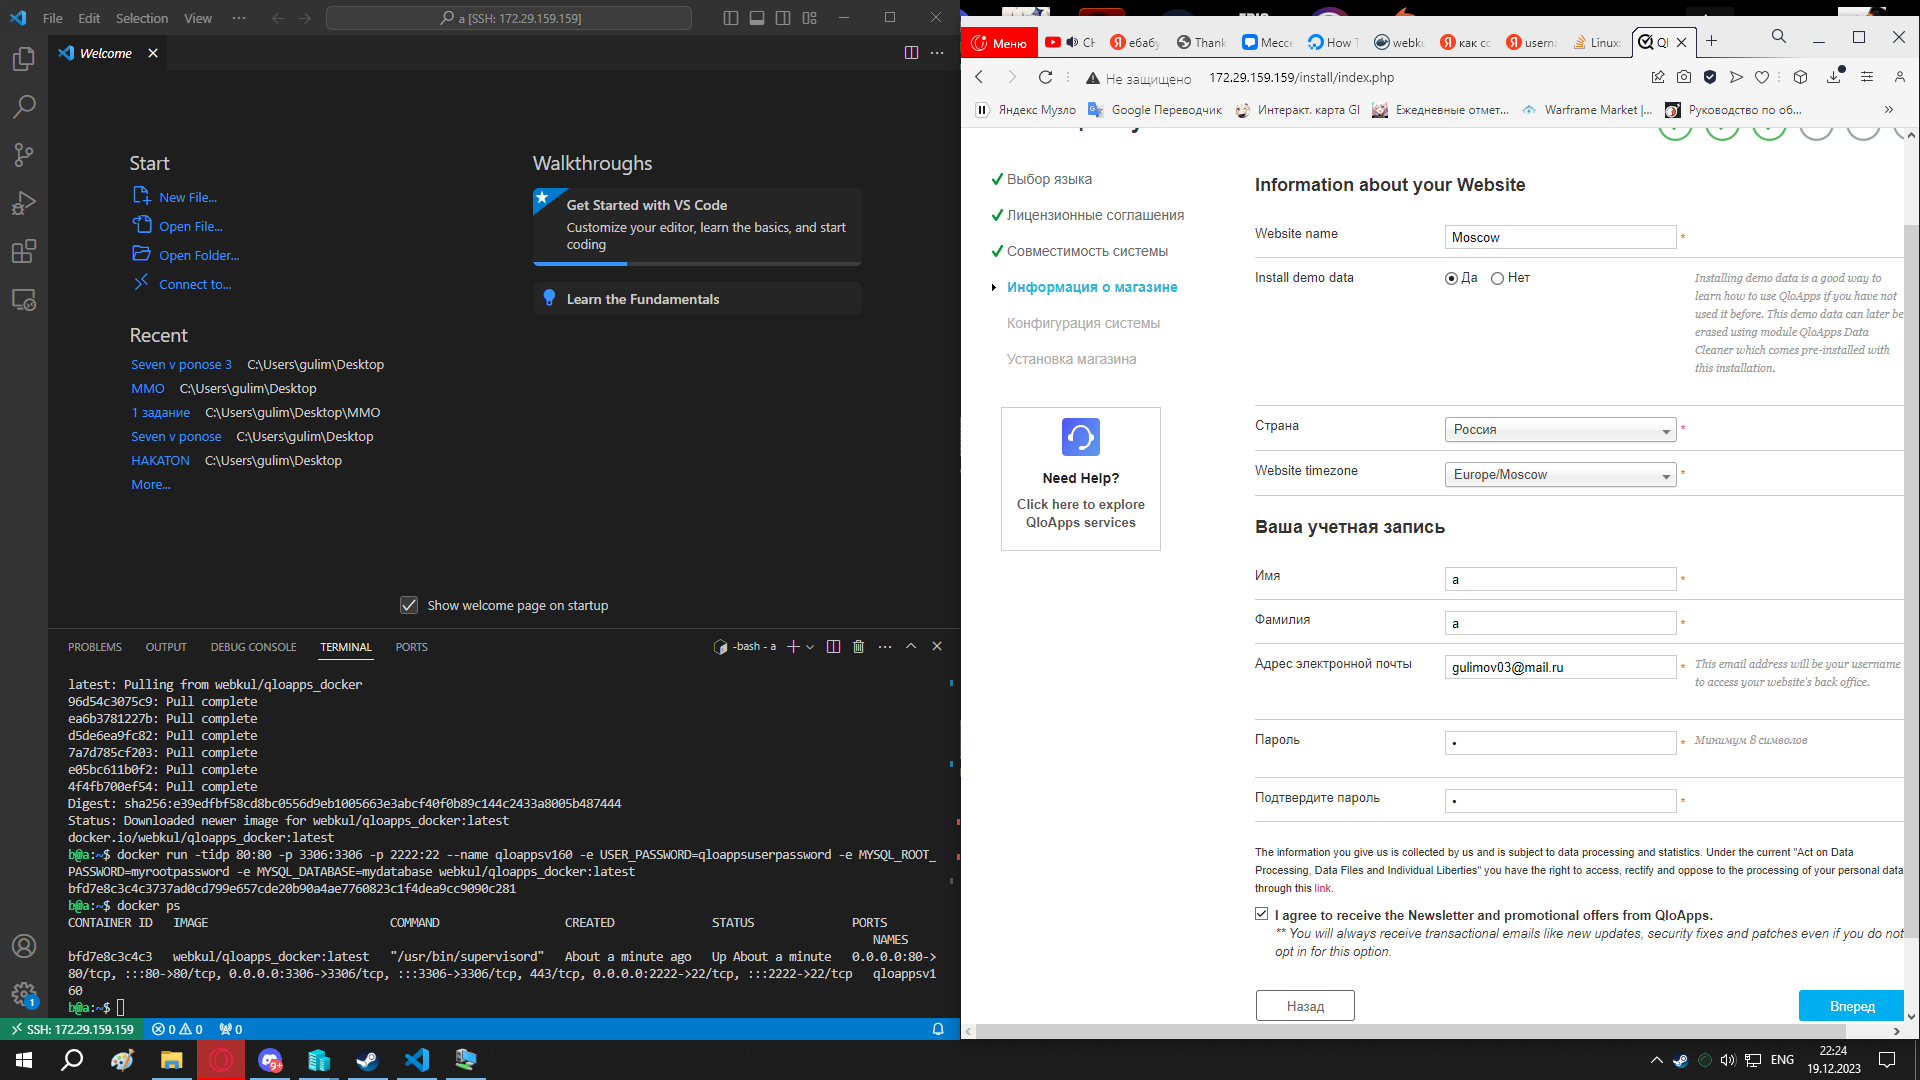 File Edit Selection View ··· a [SSH: 172.29.159.159]
Welcome
Start
New File...
Open File...
Open Folder...
Connect to...
Recent
Seven v ponose 3 C:\Users\gulim\Desktop
MMO C:\Users\gulim\Desktop
1 задание C:\Users\gulim\Desktop\MMO
Seven v ponose C:\Users\gulim\Desktop
HAKATON C:\Users\gulim\Desktop
More...
Walkthroughs
Get Started with VS Code
Customize your editor, learn the basics, and start
coding
Learn the Fundamentals
Show welcome page on startup
PROBLEMS OUTPUT DEBUG CONSOLE TERMINAL PORTS -bash - a
latest: Pulling from webkul/qloapps_docker
96d54c3075c9: Pull complete
ea6b3781227b: Pull complete
d5de6ea9fc82: Pull complete
7a7d785cf203: Pull complete
e05bc611b0f2: Pull complete
4f4fb700ef54: Pull complete
Digest: sha256:e39edfbf58cd8bc0556d9eb1005663e3abcf40f0b89c144c2433a8005b487444
Status: Downloaded newer image for webkul/qloapps_docker:latest
docker.io/webkul/qloapps_docker:latest
b@a:~$ docker run -tidp 80:80 -p 3306:3306 -p 2222:22 --name qloappsv160 -e USER_PASSWORD=qloappsuserpassword -e MYSQL_ROOT_
PASSWORD=myrootpassword -e MYSQL_DATABASE=mydatabase webkul/qloapps_docker:latest
bfd7e8c3c4c3737ad0cd799e657cde20b90a4ae7760823c1f4dea9cc9090c281
b@a:~$ docker ps
CONTAINER ID IMAGE COMMAND CREATED STATUS PORTS
NAMES
bfd7e8c3c4c3 webkul/qloapps_docker:latest "/usr/bin/supervisord" About a minute ago Up About a minute 0.0.0.0:80->
80/tcp, :::80->80/tcp, 0.0.0.0:3306->3306/tcp, :::3306->3306/tcp, 443/tcp, 0.0.0.0:2222->22/tcp, :::2222->22/tcp qloappsv1
60
b@a:~$
SSH: 172.29.159.159 0 0 0
1
Меню Cн ебабу Thank Мессе How T webku как со userna Linux: Ql
Не защищено 172.29.159.159/install/index.php
Яндекс Музло Google Переводчик Интеракт. карта GI Ежедневные отмет... Warframe Market |... Руководство по об... »
Выбор языка
Лицензионные соглашения
Совместимость системы
Информация о магазине
Конфигурация системы
Установка магазина
Need Help?
Click here to explore
QloApps services
Information about your Website
Website name Moscow *
Install demo data Да Нет
Installing demo data is a good way to
learn how to use QloApps if you have not
used it before. This demo data can later be
erased using module QloApps Data
Cleaner which comes pre-installed with
this installation.
Страна Россия *
Website timezone Europe/Moscow *
Ваша учетная запись
Имя a *
Фамилия a *
Адрес электронной почты gulimov03@mail.ru *
This email address will be your username
to access your website's back office.
Пароль • * Минимум 8 символов
Подтвердите пароль • *
The information you give us is collected by us and is subject to data processing and statistics. Under the current "Act on Data
Processing, Data Files and Individual Liberties" you have the right to access, rectify and oppose to the processing of your personal data
through this link.
I agree to receive the Newsletter and promotional offers from QloApps.
** You will always receive transactional emails like new updates, security fixes and patches even if you do not
opt in for this option.
Назад Вперед
9+ ENG 22:24
19.12.2023